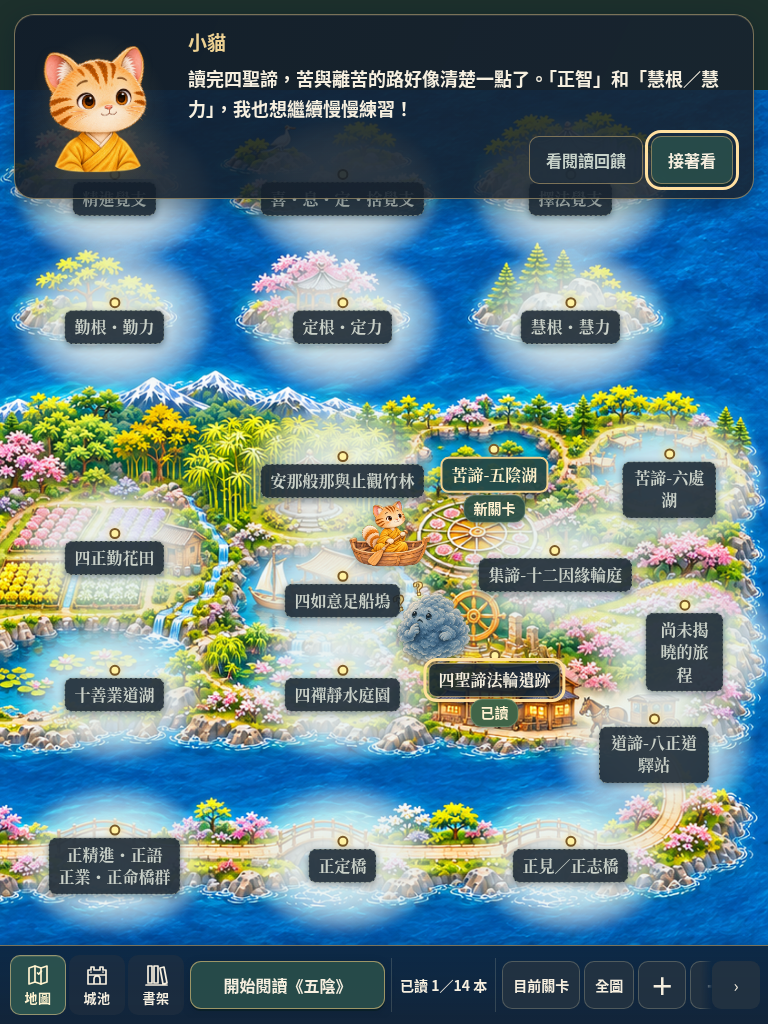 小貓
讀完四聖諦，苦與離苦的路好像清楚一點了。「正智」和「慧根／慧
力」，我也想繼續慢慢練習！
看閱讀回饋
接著看
精進覺支
喜・息・定・捨覺支
擇法覺支
勤根・勤力
定根・定力
慧根・慧力
安那般那與止觀竹林
苦諦-五陰湖
新關卡
苦諦-六處
湖
四正勤花田
集諦-十二因緣輪庭
四如意足船塢
尚未揭
曉的旅
程
十善業道湖
四禪靜水庭園
四聖諦法輪遺跡
已讀
道諦-八正道
驛站
正精進・正語
正業・正命橋群
正定橋
正見／正志橋
地圖
城池
書架
開始閱讀《五陰》
已讀 1／14 本
目前關卡
全圖
＋
›